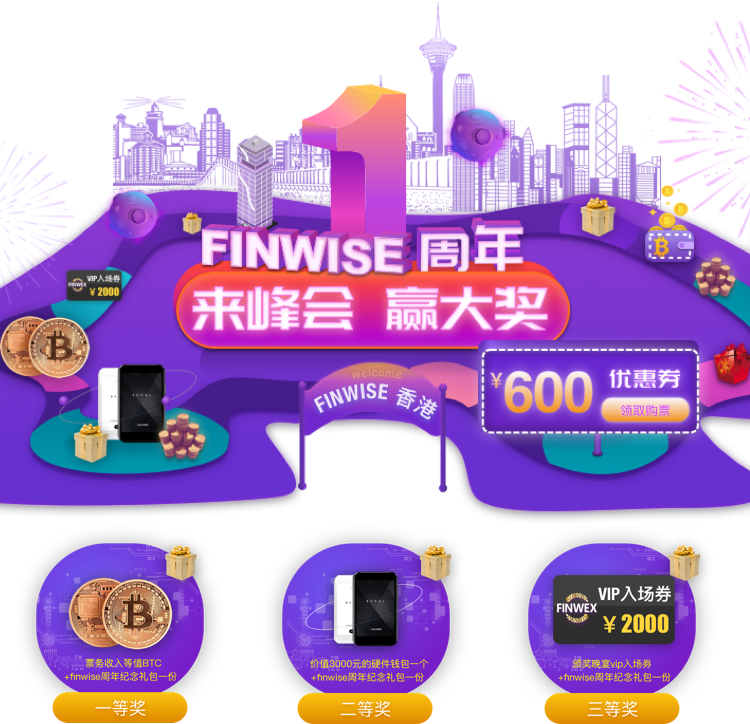 FINWISE 周年
来峰会 赢大奖
FINWEX
VIP入场券
￥2000
welcome
FINWISE 香港
￥600
优惠券
领取购票
票务收入等值BTC
+finwise周年纪念礼包一份
一等奖
价值3000元的硬件钱包一个
+finwise周年纪念礼包一份
二等奖
FINWEX
VIP入场券
￥2000
颁奖晚宴vip入场券
+finwise周年纪念礼包一份
三等奖